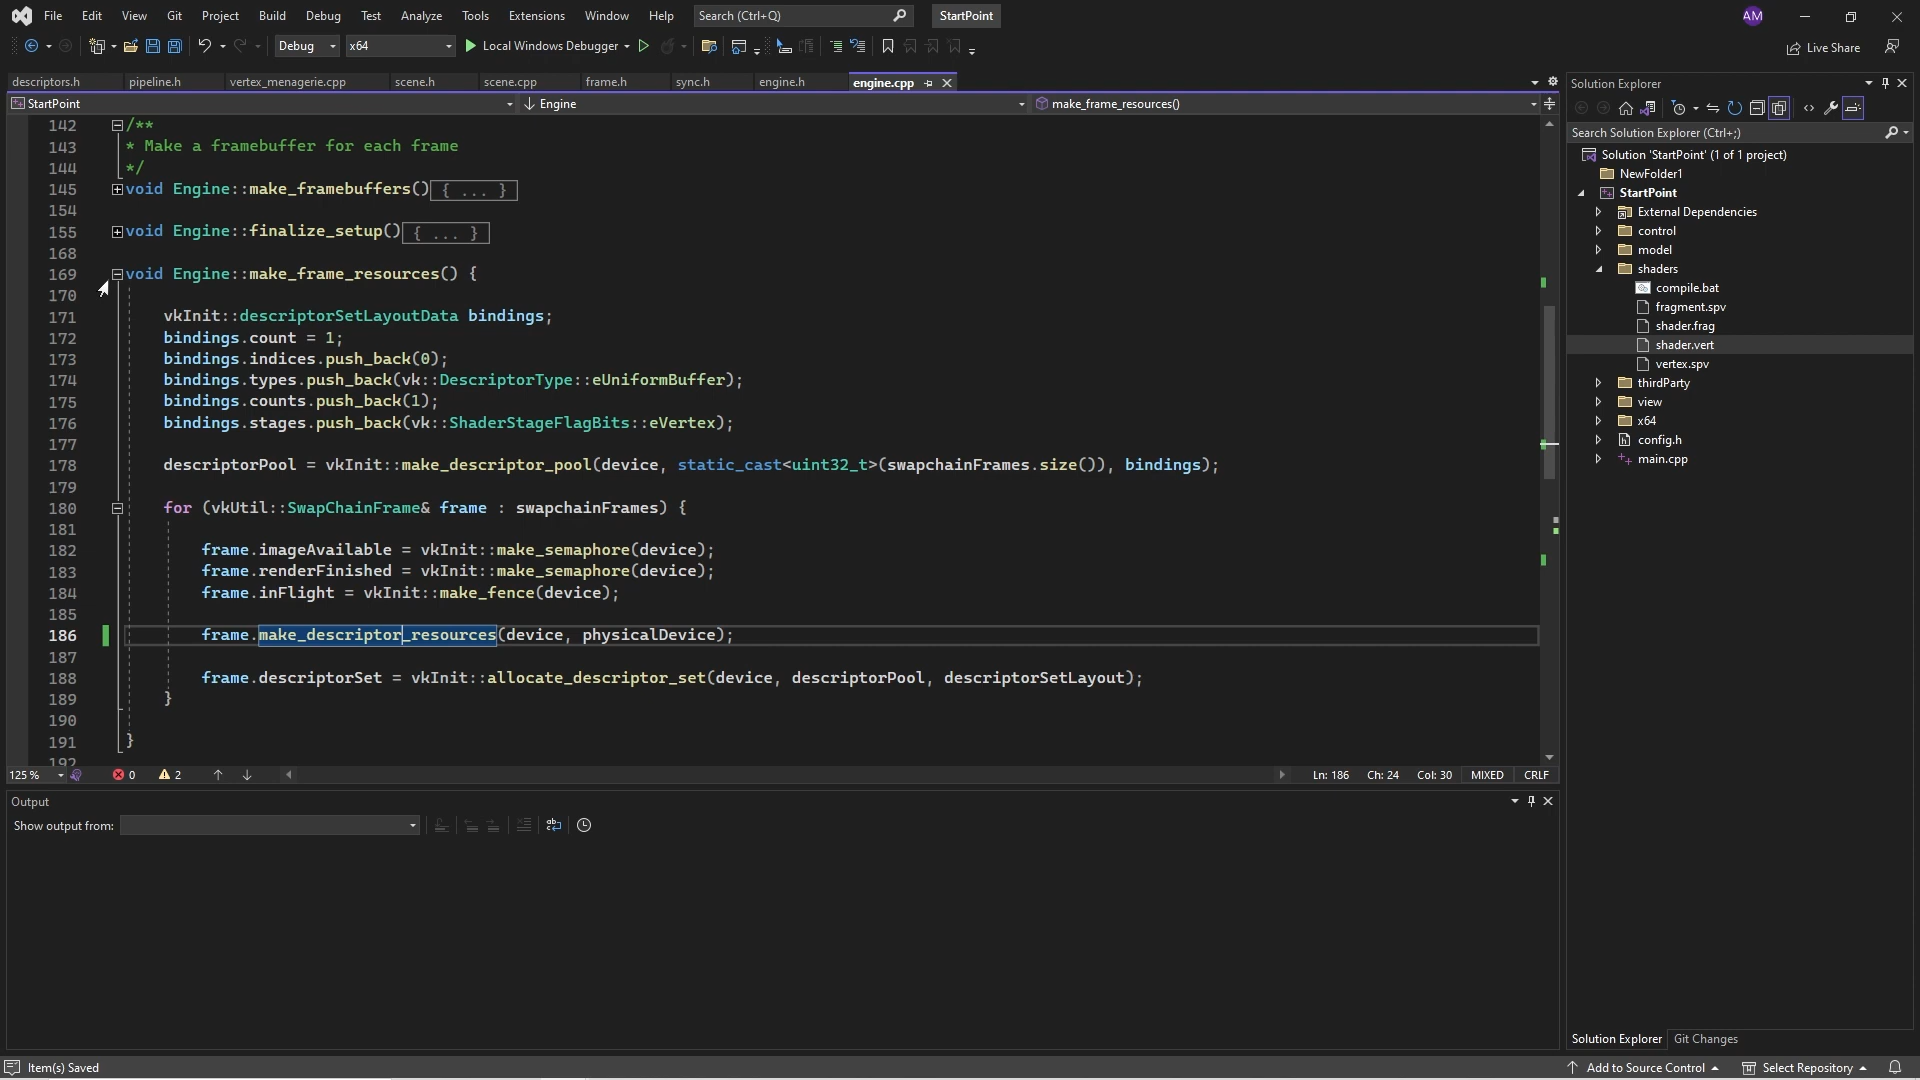 File Edit View Git Project Build Debug Test Analyze Tools Extensions Window Help Search (Ctrl+Q) StartPoint AM
Debug x64 Local Windows Debugger Live Share
descriptors.h pipeline.h vertex_menagerie.cpp scene.h scene.cpp frame.h sync.h engine.h engine.cpp
StartPoint Engine make_frame_resources()
142 /**
143 * Make a framebuffer for each frame
144 */
145 void Engine::make_framebuffers() { ... }
154
155 void Engine::finalize_setup() { ... }
168
169 void Engine::make_frame_resources() {
170
171 vkInit::descriptorSetLayoutData bindings;
172 bindings.count = 1;
173 bindings.indices.push_back(0);
174 bindings.types.push_back(vk::DescriptorType::eUniformBuffer);
175 bindings.counts.push_back(1);
176 bindings.stages.push_back(vk::ShaderStageFlagBits::eVertex);
177
178 descriptorPool = vkInit::make_descriptor_pool(device, static_cast<uint32_t>(swapchainFrames.size()), bindings);
179
180 for (vkUtil::SwapChainFrame& frame : swapchainFrames) {
181
182 frame.imageAvailable = vkInit::make_semaphore(device);
183 frame.renderFinished = vkInit::make_semaphore(device);
184 frame.inFlight = vkInit::make_fence(device);
185
186 frame.make_descriptor_resources(device, physicalDevice);
187
188 frame.descriptorSet = vkInit::allocate_descriptor_set(device, descriptorPool, descriptorSetLayout);
189 }
190
191 }
192
125 % 0 2 Ln: 186 Ch: 24 Col: 30 MIXED CRLF
Output
Show output from:
Solution Explorer
Search Solution Explorer (Ctrl+;)
Solution 'StartPoint' (1 of 1 project)
NewFolder1
StartPoint
External Dependencies
control
model
shaders
compile.bat
fragment.spv
shader.frag
shader.vert
vertex.spv
thirdParty
view
x64
config.h
main.cpp
Solution Explorer Git Changes
Item(s) Saved Add to Source Control Select Repository